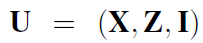 U = (X, Z, I)